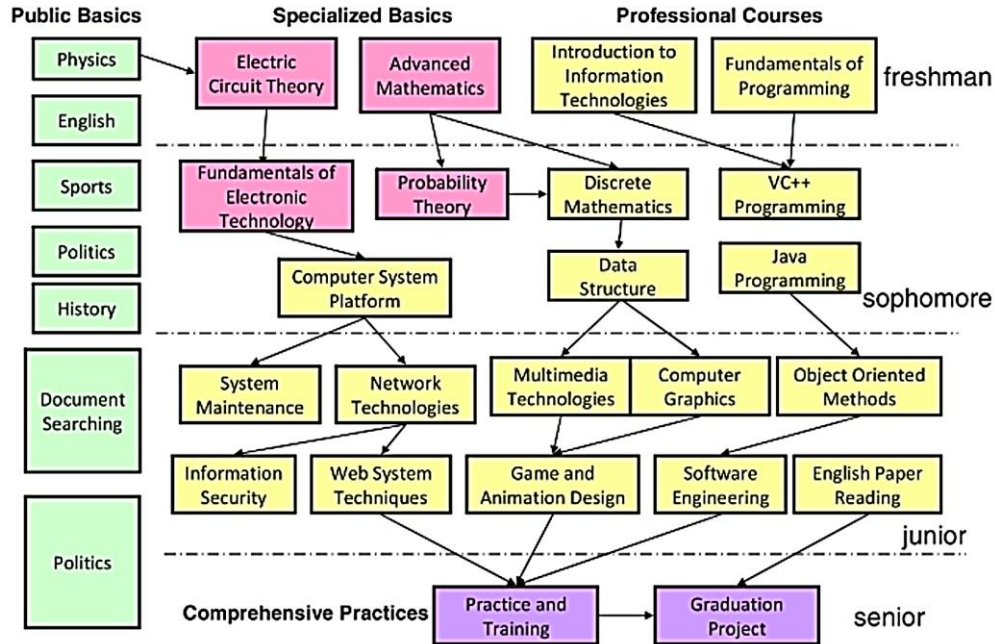 Public Basics
Specialized Basics
Professional Courses
Physics
Electric
Circuit Theory
Advanced
Mathematics
Introduction to
Information
Technologies
Fundamentals of
Programming
freshman
English
Sports
Fundamentals of
Electronic
Technology
Probability
Theory
Discrete
Mathematics
VC++
Programming
Politics
Computer System
Platform
Data
Structure
Java
Programming
sophomore
History
Document
Searching
System
Maintenance
Network
Technologies
Multimedia
Technologies
Computer
Graphics
Object Oriented
Methods
Information
Security
Web System
Techniques
Game and
Animation Design
Software
Engineering
English Paper
Reading
junior
Politics
Comprehensive Practices
Practice and
Training
Graduation
Project
senior